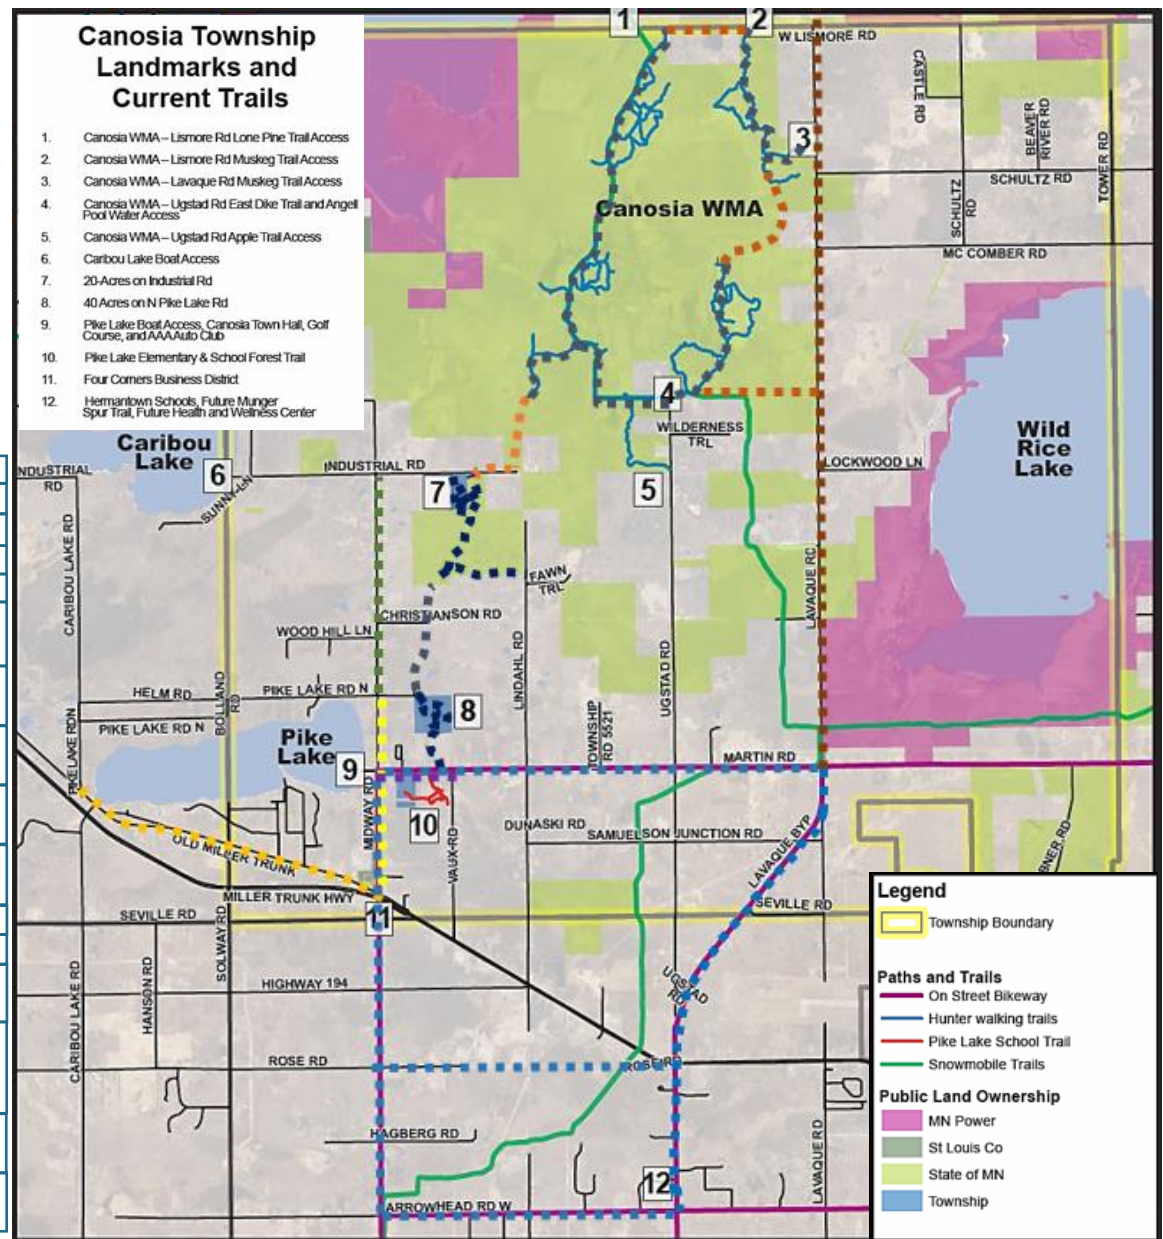 Canosia Township
Landmarks and
Current Trails
1. Canosia WMA – Lismore Rd Lone Pine Trail Access
2. Canosia WMA – Lismore Rd Muskeg Trail Access
3. Canosia WMA – Lavaque Rd Muskeg Trail Access
4. Canosia WMA – Ugstad Rd East Dike Trail and Angell
Pool Water Access
5. Canosia WMA – Ugstad Rd Apple Trail Access
6. Caribou Lake Boat Access
7. 20-Acres on Industrial Rd
8. 40 Acres on N Pike Lake Rd
9. Pike Lake Boat Access, Canosia Town Hall, Golf
Course, and AAA Auto Club
10. Pike Lake Elementary & School Forest Trail
11. Four Corners Business District
12. Hermantown Schools, Future Munger
Spur Trail, Future Health and Wellness Center
1
2
W LISMORE RD
CASTLE RD
BEAVER
RIVER RD
TOWER RD
3
SCHULTZ RD
SCHULTZ
RD
Canosia WMA
MC COMBER RD
4
WILDERNESS
TRL
Wild
Rice
Lake
Caribou
Lake
6
INDUSTRIAL RD
NDUSTRIAL
RD
LOCKWOOD LN
7
5
SUNNY LN
CARIBOU LAKE RD
LAVAQUE RD
FAWN
TRL
CHRISTIANSON RD
WOOD HILL LN
LINDAHL RD
UGSTAD RD
HELM RD
PIKE LAKE RD N
BOLLAND
RD
8
PIKE LAKE RD N
PIKE LAKE RD N
TOWNSHIP
RD 5521
Pike
Lake
9
MARTIN RD
MIDWAY RD
10
DUNASKI RD
SAMUELSON JUNCTION RD
VAUX RD
LAVAQUE BYP
BNER RD
OLD MILLER TRUNK
MILLER TRUNK HWY
SEVILLE RD
11
SEVILLE RD
SOLWAY RD
CARIBOU LAKE RD
HANSON RD
HIGHWAY 194
UGSTAD
RD
ROSE RD
ROSE RD
HAGBERG RD
LAVAQUE RD
12
ARROWHEAD RD W
Legend
Township Boundary
Paths and Trails
On Street Bikeway
Hunter walking trails
Pike Lake School Trail
Snowmobile Trails
Public Land Ownership
MN Power
St Louis Co
State of MN
Township